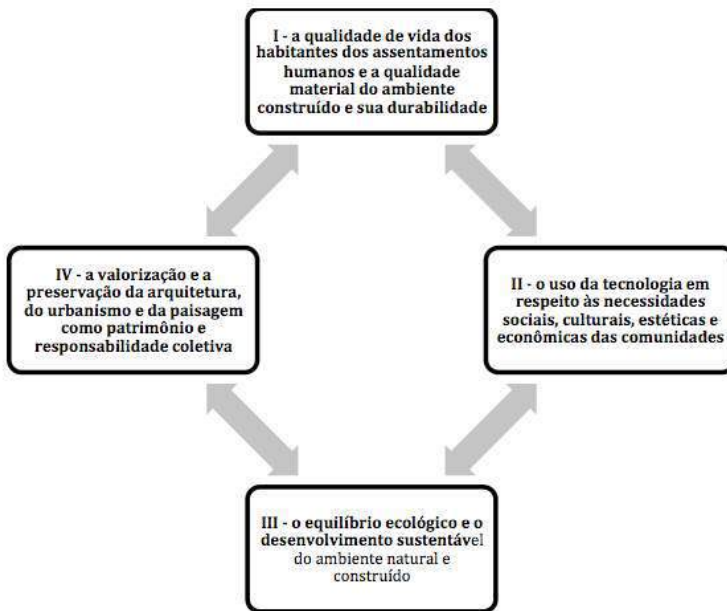 I - a qualidade de vida dos
habitantes dos assentamentos
humanos e a qualidade
material do ambiente
construído e sua durabilidade
IV - a valorização e a
preservação da arquitetura,
do urbanismo e da paisagem
como patrimônio e
responsabilidade coletiva
II - o uso da tecnologia em
respeito às necessidades
sociais, culturais, estéticas e
econômicas das comunidades
III - o equilíbrio ecológico e o
desenvolvimento sustentável
do ambiente natural e
construído